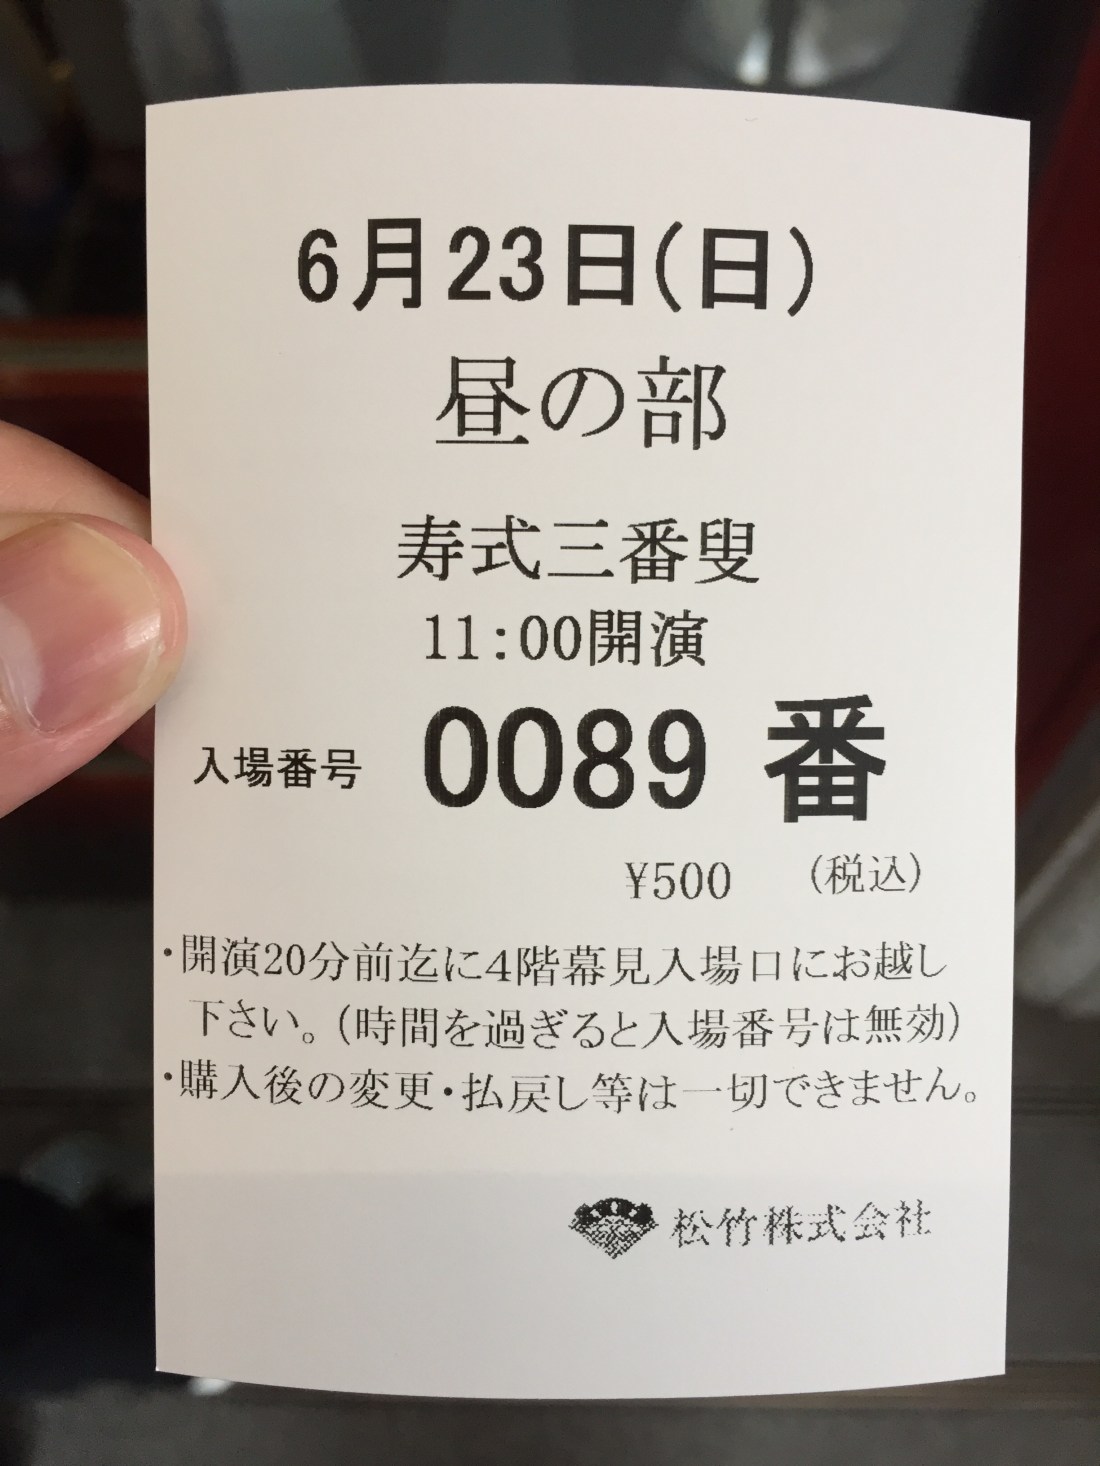 6月23日(日)
昼の部
寿式三番叟
11:00開演
入場番号 0089 番
¥500 (税込)
・開演20分前迄に4階幕見入場口にお越し
下さい。(時間を過ぎると入場番号は無効)
・購入後の変更・払戻し等は一切できません。
松竹株式会社